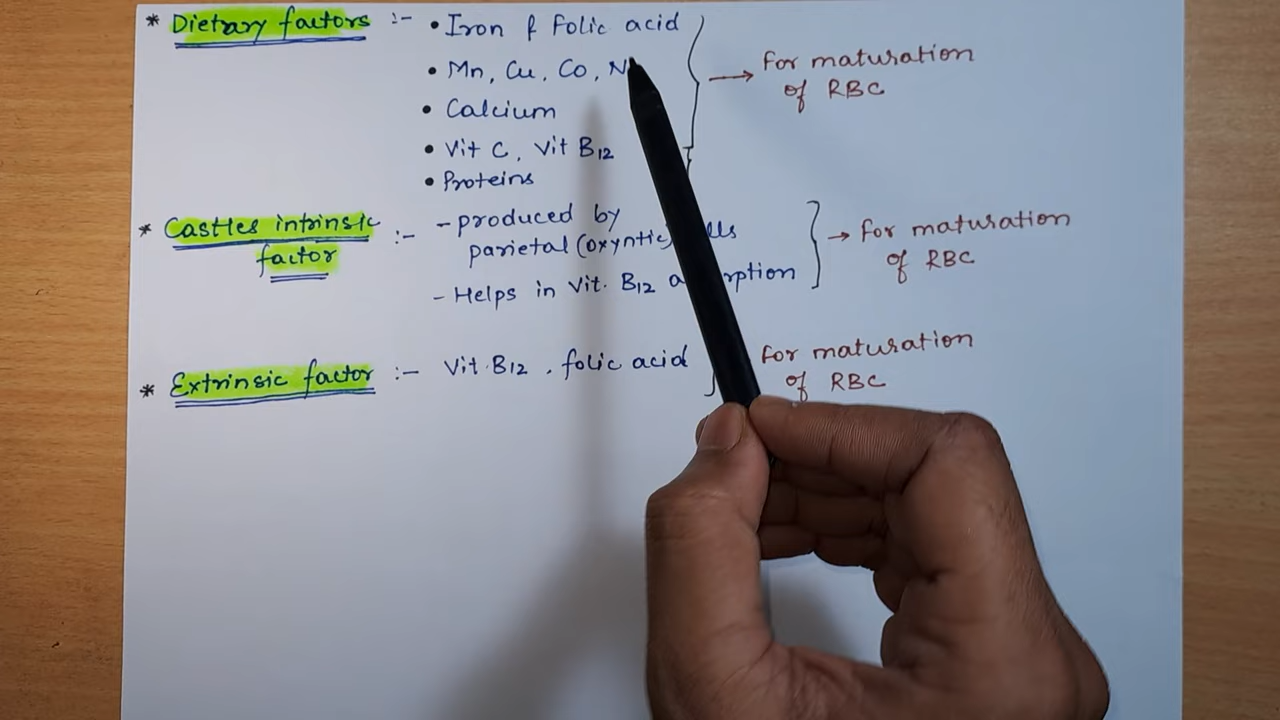 * Dietary factors :- • Iron & Folic acid
• Mn, Cu, Co,
• Calcium
• Vit C, Vit B12
• Proteins
→ For maturation
of RBC
* Castles intrinsic
factor :- - produced by
parietal (oxyntic)
- Helps in Vit. B12
→ For maturation
of RBC
* Extrinsic factor :- Vit B12, folic acid
For maturation
of RBC